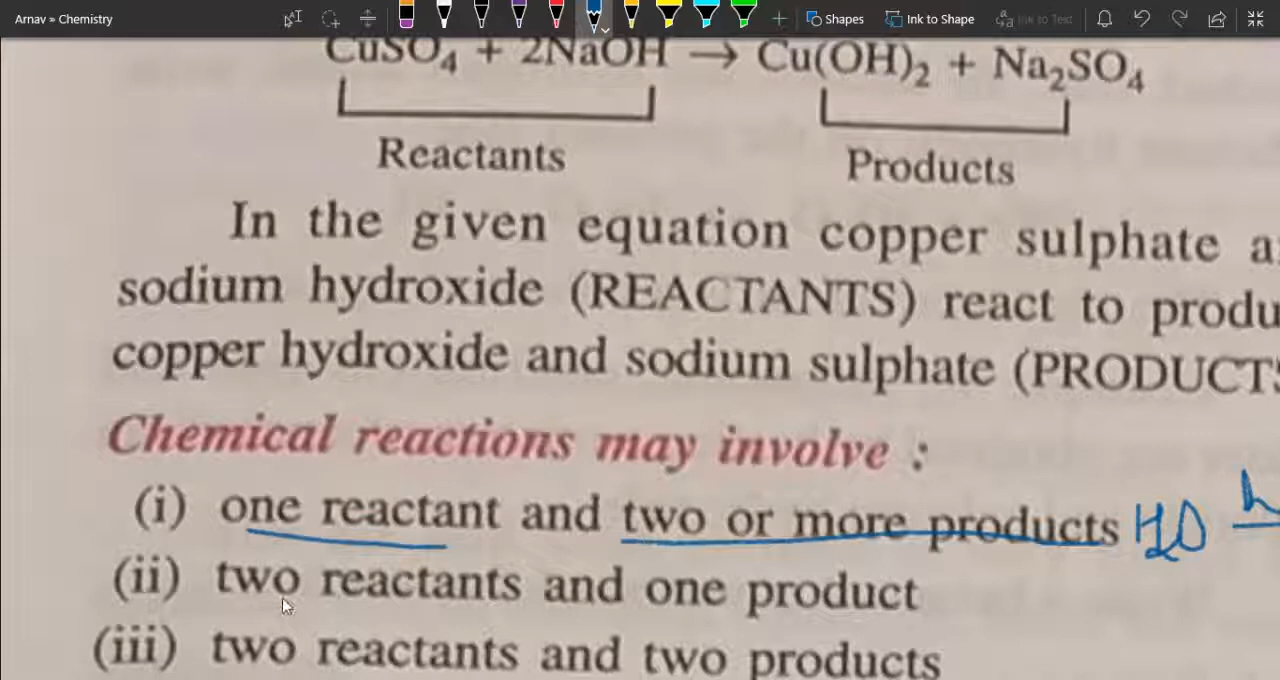 Arnav » Chemistry
Shapes Ink to Shape Ink to Text
CuSO₄ + 2NaOH → Cu(OH)₂ + Na₂SO₄
Reactants Products
In the given equation copper sulphate a
sodium hydroxide (REACTANTS) react to produ
copper hydroxide and sodium sulphate (PRODUCTS
Chemical reactions may involve :
(i) one reactant and two or more products H₂O h
(ii) two reactants and one product
(iii) two reactants and two products